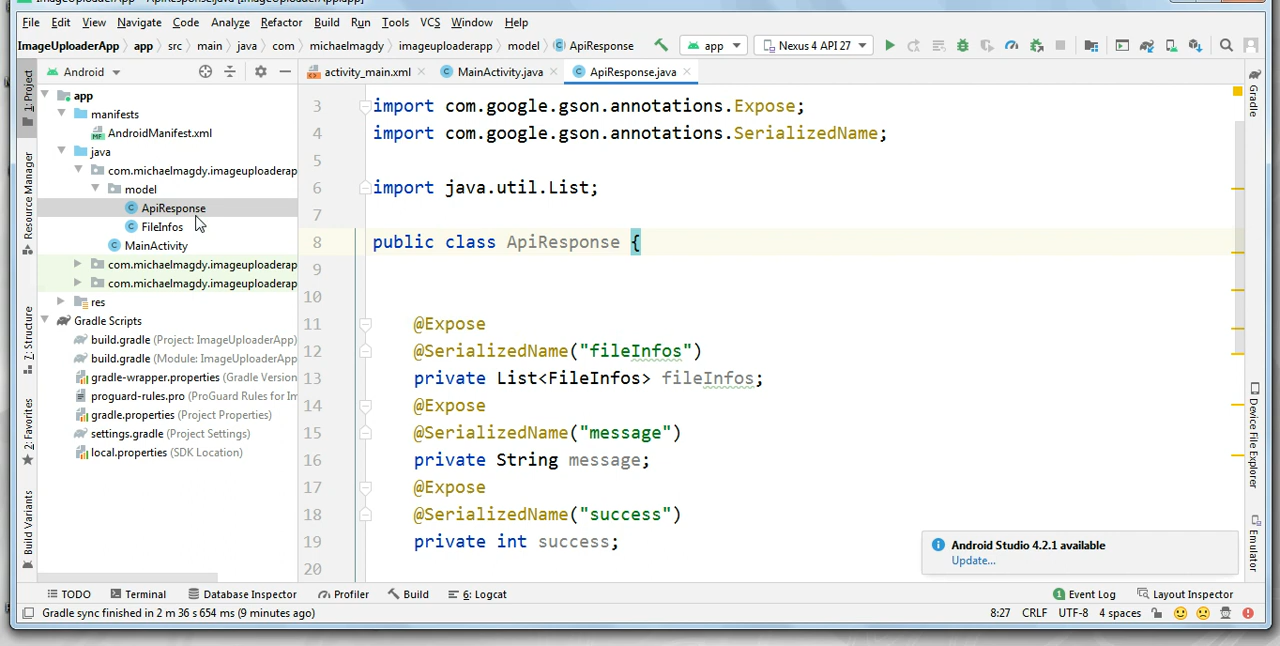 ImageUploaderApp - ApiResponse.java [ImageUploaderApp.app]
File Edit View Navigate Code Analyze Refactor Build Run Tools VCS Window Help
ImageUploaderApp app src main java com michaelmagdy imageuploaderapp model ApiResponse app Nexus 4 API 27
Android activity_main.xml MainActivity.java ApiResponse.java
1: Project
Resource Manager
7: Structure
2: Favorites
Build Variants
app
manifests
AndroidManifest.xml
java
com.michaelmagdy.imageuploaderap
model
ApiResponse
FileInfos
MainActivity
com.michaelmagdy.imageuploaderap
com.michaelmagdy.imageuploaderap
res
Gradle Scripts
build.gradle (Project: ImageUploaderApp)
build.gradle (Module: ImageUploaderApp
gradle-wrapper.properties (Gradle Version
proguard-rules.pro (ProGuard Rules for Im
gradle.properties (Project Properties)
settings.gradle (Project Settings)
local.properties (SDK Location)
3 import com.google.gson.annotations.Expose;
4 import com.google.gson.annotations.SerializedName;
5
6 import java.util.List;
7
8 public class ApiResponse {
9
10
11 @Expose
12 @SerializedName("fileInfos")
13 private List<FileInfos> fileInfos;
14 @Expose
15 @SerializedName("message")
16 private String message;
17 @Expose
18 @SerializedName("success")
19 private int success;
20
Gradle
Device File Explorer
Emulator
Android Studio 4.2.1 available
Update...
TODO Terminal Database Inspector Profiler Build 6: Logcat 1 Event Log Layout Inspector
Gradle sync finished in 2 m 36 s 654 ms (9 minutes ago) 8:27 CRLF UTF-8 4 spaces